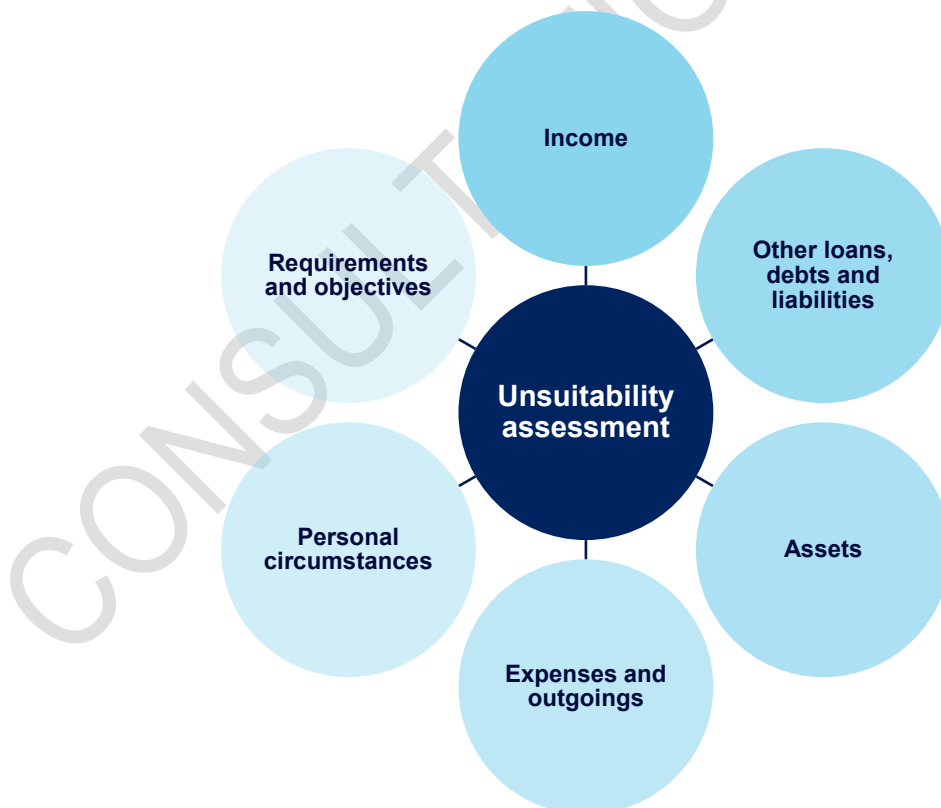 Income
Other loans,
debts and
liabilities
Requirements
and objectives
Unsuitability
assessment
Personal
circumstances
Assets
Expenses and
outgoings
CONSULT